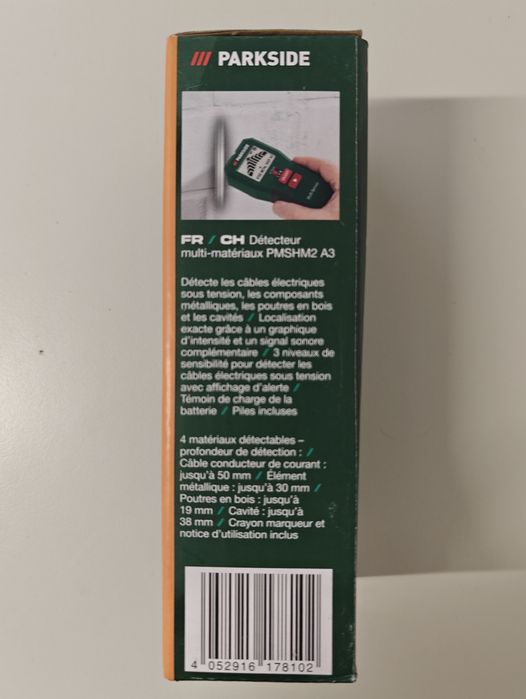 /// PARKSIDE
PARKSIDE
FR / CH Détecteur
multi-matériaux PMSHM2 A3
Détecte les câbles électriques
sous tension, les composants
métalliques, les poutres en bois
et les cavités / Localisation
exacte grâce à un graphique
d'intensité et un signal sonore
complémentaire / 3 niveaux de
sensibilité pour détecter les
câbles électriques sous tension
avec affichage d'alerte /
Témoin de charge de la
batterie / Piles incluses
4 matériaux détectables –
profondeur de détection : /
Câble conducteur de courant :
jusqu'à 50 mm / Élément
métallique : jusqu'à 30 mm /
Poutres en bois : jusqu'à
19 mm / Cavité : jusqu'à
38 mm / Crayon marqueur et
notice d'utilisation inclus
4 052916 178102